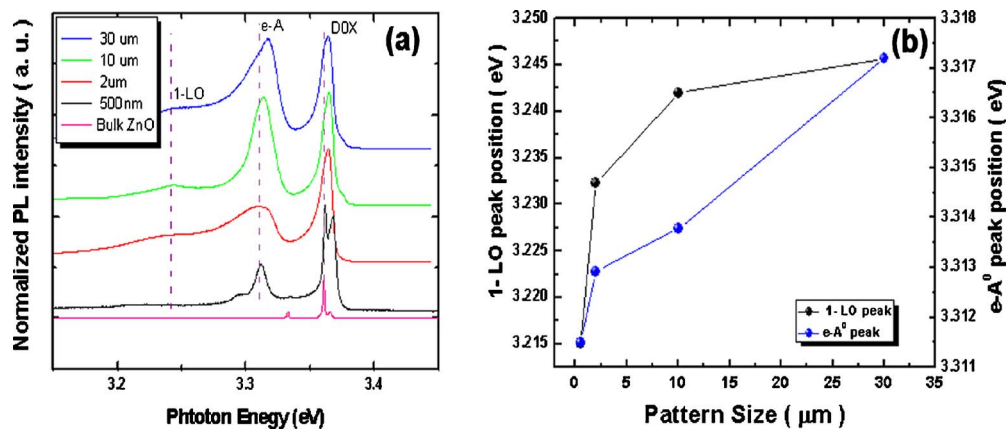 (a)
30 um
10 um
2um
500nm
Bulk ZnO
1-LO
e-A
D0X
Normalized PL intensity ( a. u. )
3.2
3.3
3.4
Phtoton Enegy (eV)
(b)
3.250
3.245
3.240
3.235
3.230
3.225
3.220
3.215
1- LO peak position ( eV )
3.318
3.317
3.316
3.315
3.314
3.313
3.312
3.311
e-A⁰ peak position ( eV )
1- LO peak
e-A⁰ peak
-5 0 5 10 15 20 25 30 35
Pattern Size ( μm )